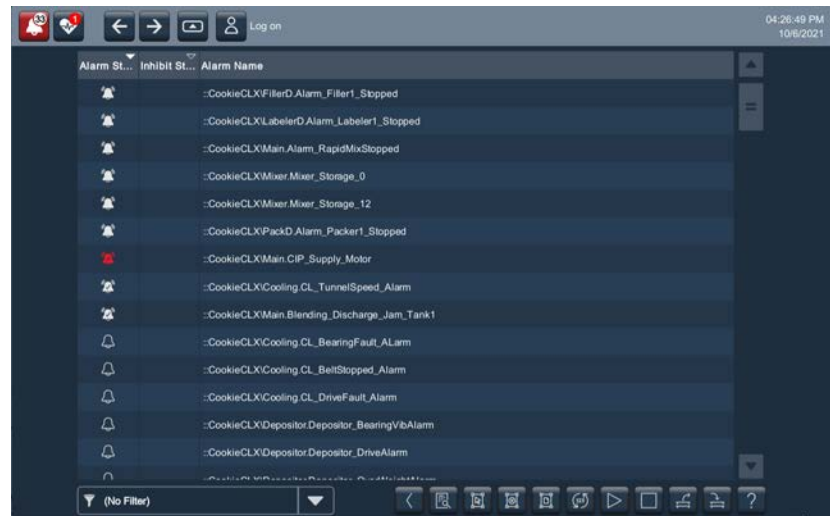 33
1
Log on
04:26:49 PM
10/6/2021
Alarm St... Inhibit St... Alarm Name
::CookieCLX\FillerD.Alarm_Filler1_Stopped
::CookieCLX\LabelerD.Alarm_Labeler1_Stopped
::CookieCLX\Main.Alarm_RapidMixStopped
::CookieCLX\Mixer.Mixer_Storage_0
::CookieCLX\Mixer.Mixer_Storage_12
::CookieCLX\PackD.Alarm_Packer1_Stopped
::CookieCLX\Main.CIP_Supply_Motor
::CookieCLX\Cooling.CL_TunnelSpeed_Alarm
::CookieCLX\Main.Blending_Discharge_Jam_Tank1
::CookieCLX\Cooling.CL_BearingFault_ALarm
::CookieCLX\Cooling.CL_BeltStopped_Alarm
::CookieCLX\Cooling.CL_DriveFault_Alarm
::CookieCLX\Depositor.Depositor_BearingVibAlarm
::CookieCLX\Depositor.Depositor_DriveAlarm
(No Filter)
?